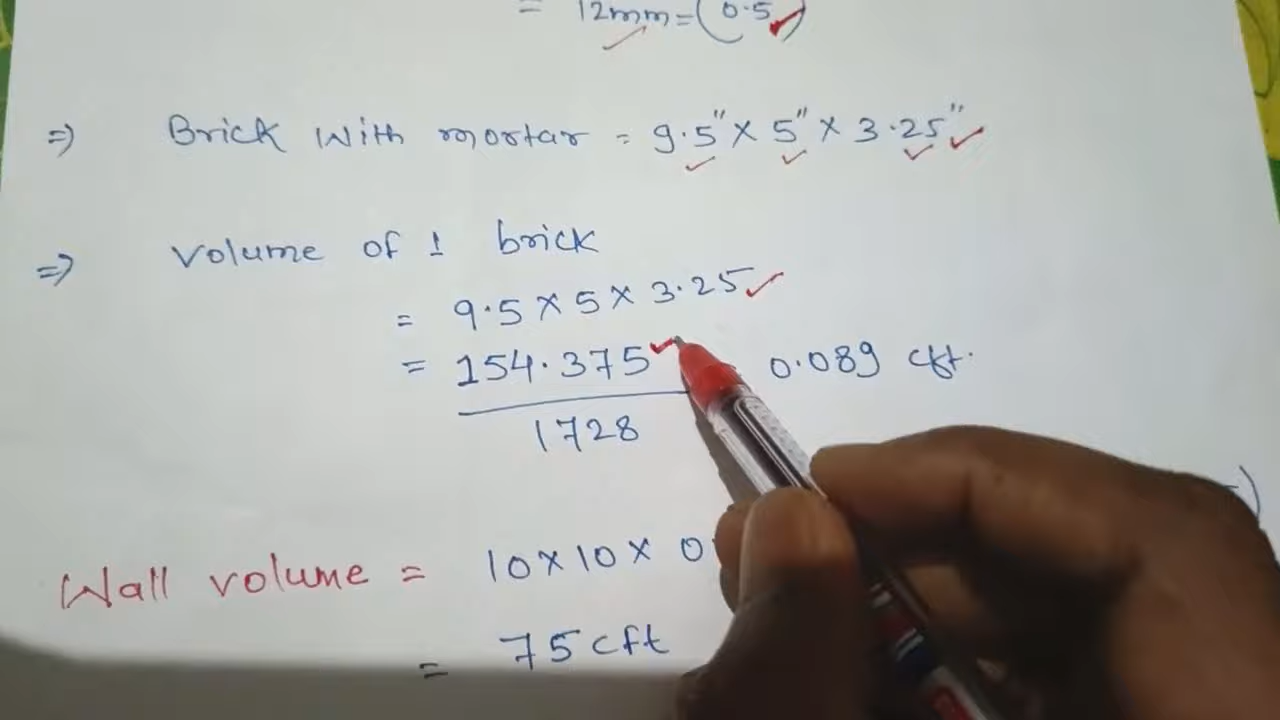 = 12mm = (0.5)
=) Brick With mortar = 9.5" X 5" X 3.25"
=) Volume of 1 brick
= 9.5 X 5 X 3.25
= 154.375 0.089 cft.
1728
Wall volume = 10 X 10 X 0
= 75 cft